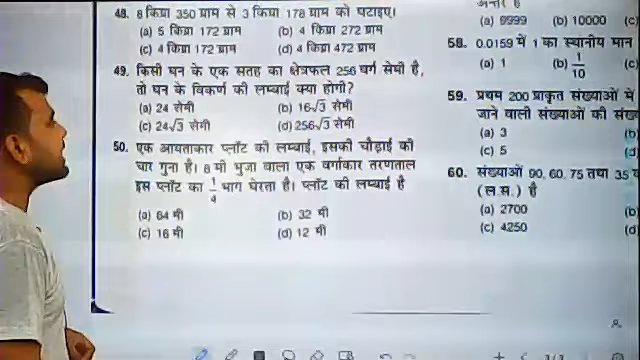 48. 8 किग्रा 350 ग्राम से 3 किग्रा 178 ग्राम को घटाइए।
(a) 5 किग्रा 172 ग्राम (b) 4 किग्रा 272 ग्राम
(c) 4 किग्रा 172 ग्राम (d) 4 किग्रा 472 ग्राम
49. किसी घन के एक सतह का क्षेत्रफल 256 वर्ग सेमी है,
तो घन के विकर्ण की लम्बाई क्या होगी?
(a) 24 सेमी (b) 16√3 सेमी
(c) 24√3 सेमी (d) 256√3 सेमी
50. एक आयताकार प्लॉट की लम्बाई, इसकी चौड़ाई की
चार गुना है। 8 मी भुजा वाला एक वर्गाकार तरणताल
इस प्लॉट का 1/4 भाग घेरता है। प्लॉट की लम्बाई है
(a) 64 मी (b) 32 मी
(c) 16 मी (d) 12 मी
अन्तर है
(a) 9999 (b) 10000 (c)
58. 0.0159 में 1 का स्थानीय मान
(a) 1 (b) 1/10 (c)
59. प्रथम 200 प्राकृत संख्याओं में
जाने वाली संख्याओं की
(a) 3 (b)
(c) 5 (d)
60. संख्याओं 90, 60, 75 तथा 35
(ल.स.) है
(a) 2700 (b)
(c) 4250 (d)